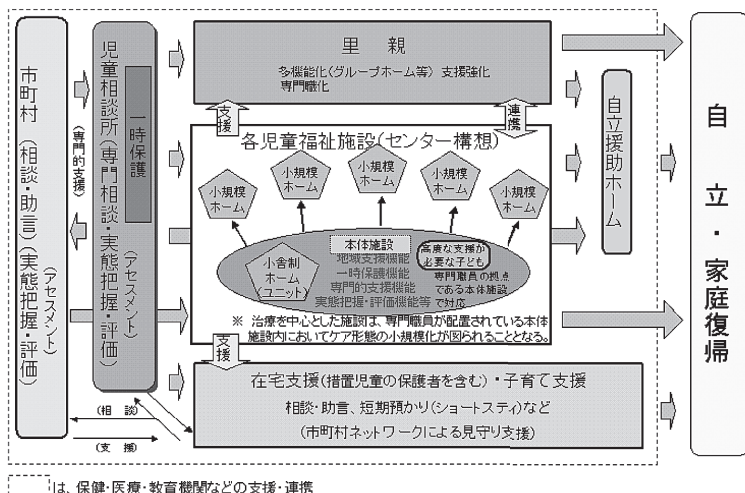 市町村（相談・助言）（実態把握・評価）
（アセスメント）
（専門的支援）
児童相談所（専門相談・実態把握・評価）
（アセスメント）
一時保護
里　親
多機能化（グループホーム等）　支援強化
専門職化
支援
連携
各児童福祉施設（センター構想）
小規模
ホーム
小規模
ホーム
小規模
ホーム
小規模
ホーム
小規模
ホーム
本体施設
地域支援機能
一時保護機能
専門的支援機能
実態把握・評価機能等
小舎制
ホーム
（ユニット）
高度な支援が
必要な子ども
専門職員の拠点
である本体施設
で対応
※ 治療を中心とした施設は、専門職員が配置されている本体
施設内においてケア形態の小規模化が図られることとなる。
支援
在宅支援（措置児童の保護者を含む）・子育て支援
相談・助言、短期預かり（ショートスティ）など
（市町村ネットワークによる見守り支援）
（相　談）
（支　援）
自立援助ホーム
自　立・家庭復帰
は、保健・医療・教育機関などの支援・連携